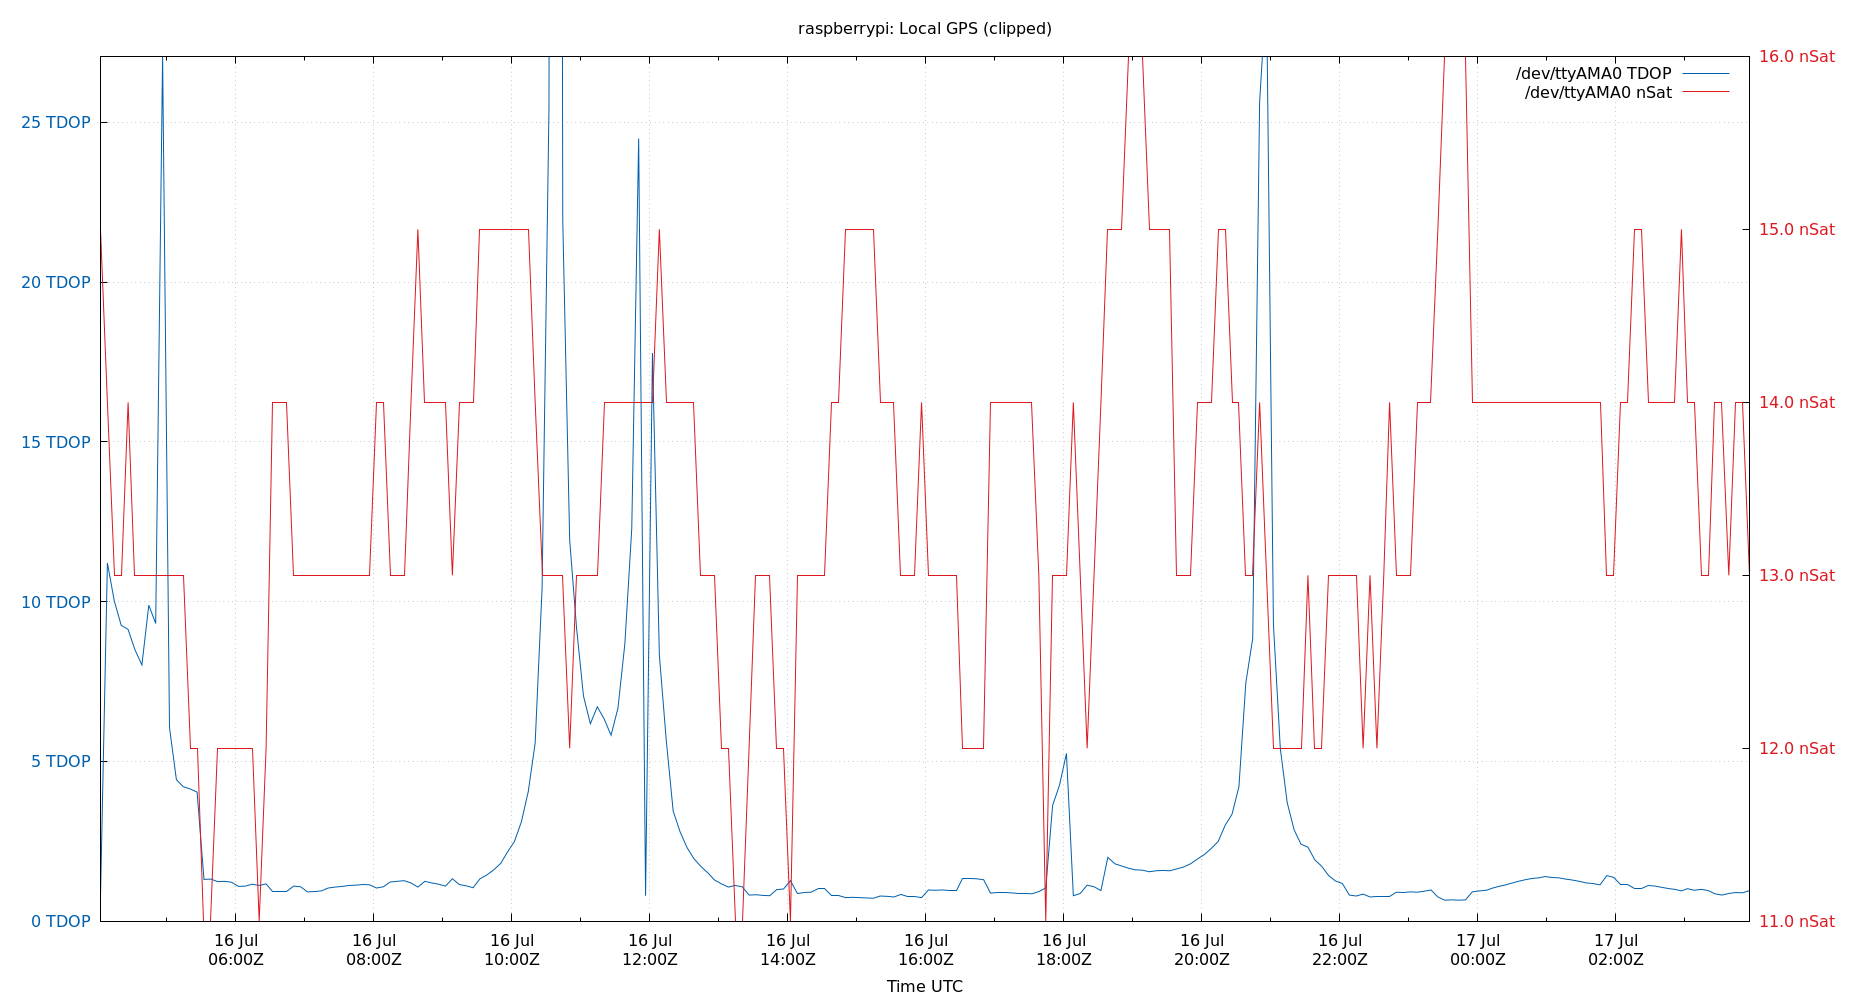 raspberrypi: Local GPS (clipped)
/dev/ttyAMA0 TDOP
/dev/ttyAMA0 nSat
25 TDOP
20 TDOP
15 TDOP
10 TDOP
5 TDOP
0 TDOP
16.0 nSat
15.0 nSat
14.0 nSat
13.0 nSat
12.0 nSat
11.0 nSat
16 Jul 16 Jul 16 Jul 16 Jul 16 Jul 16 Jul 16 Jul 16 Jul 16 Jul 17 Jul 17 Jul
06:00Z 08:00Z 10:00Z 12:00Z 14:00Z 16:00Z 18:00Z 20:00Z 22:00Z 00:00Z 02:00Z
Time UTC